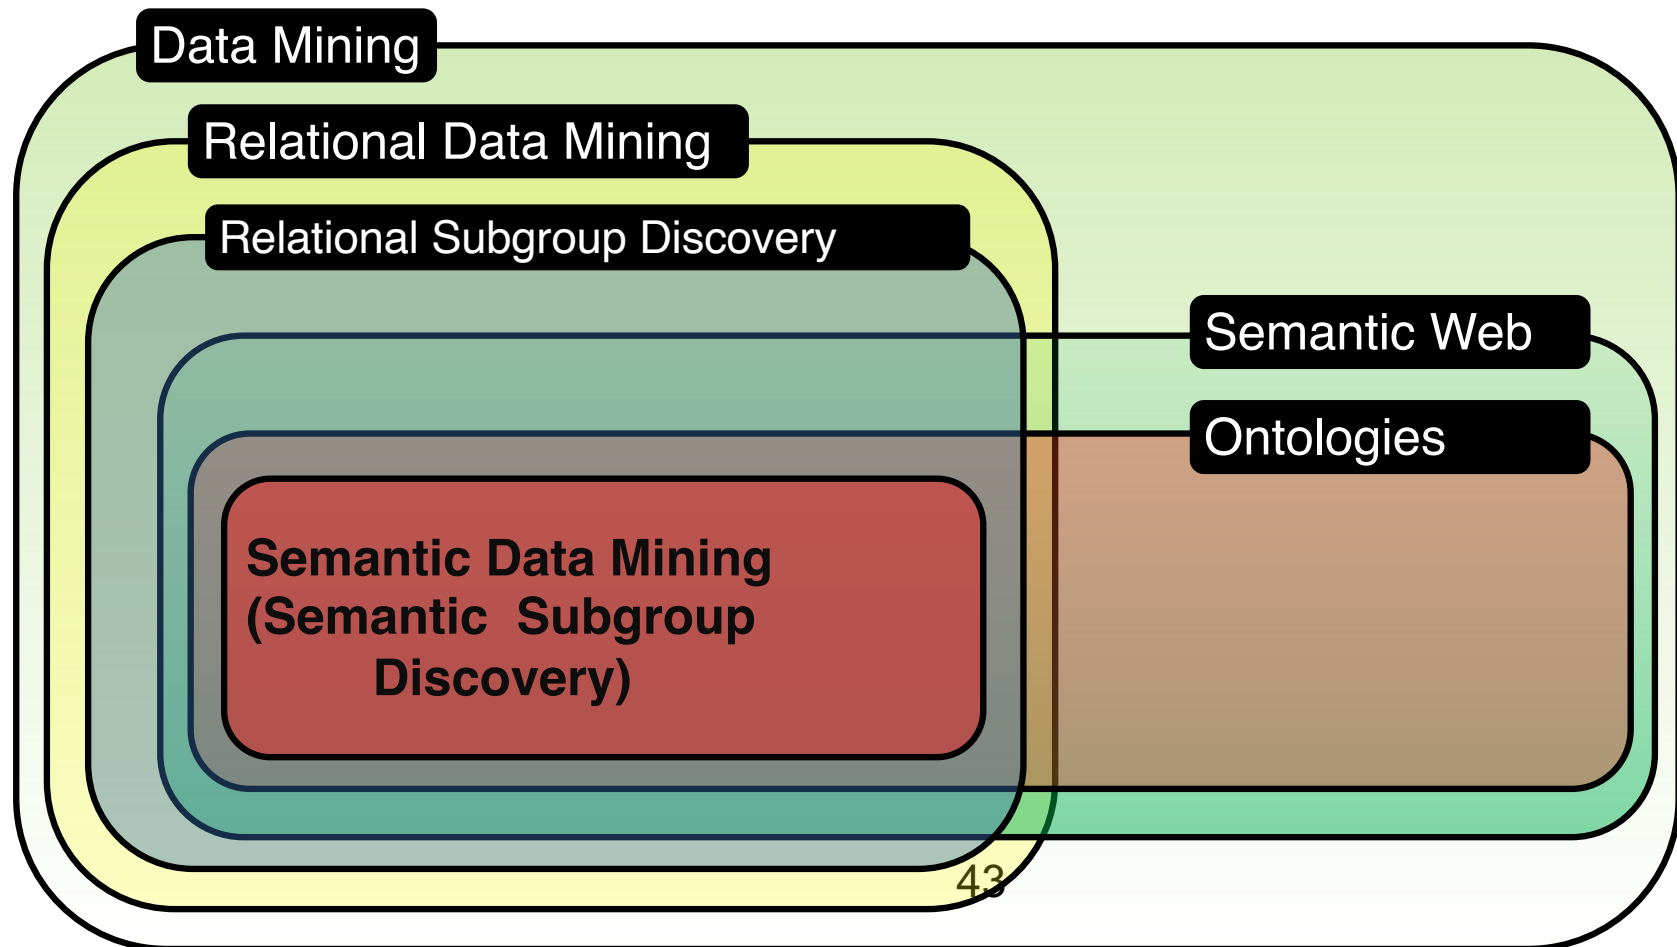 Data Mining
Relational Data Mining
Relational Subgroup Discovery
Semantic Web
Ontologies
Semantic Data Mining
(Semantic Subgroup
Discovery)
43